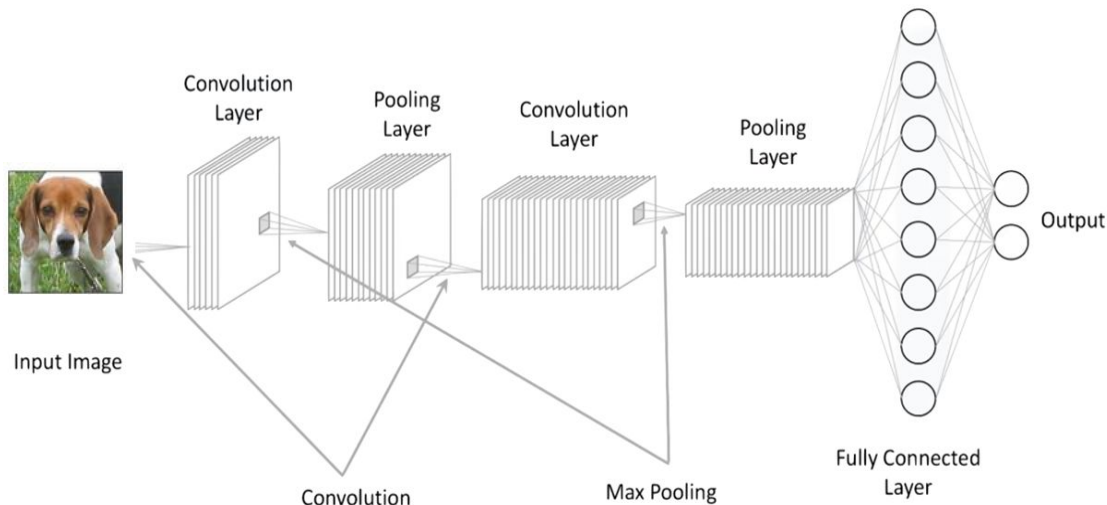 Convolution
Layer
Pooling
Layer
Convolution
Layer
Pooling
Layer
Output
Input Image
Fully Connected
Layer
Convolution
Max Pooling